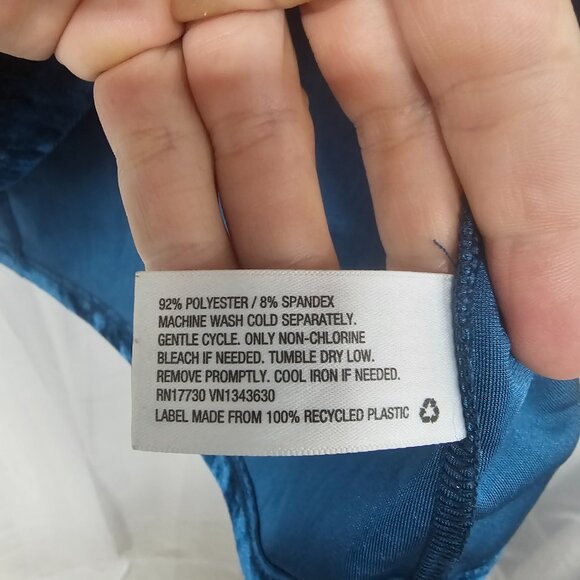 92% POLYESTER / 8% SPANDEX
MACHINE WASH COLD SEPARATELY.
GENTLE CYCLE. ONLY NON-CHLORINE
BLEACH IF NEEDED. TUMBLE DRY LOW.
REMOVE PROMPTLY. COOL IRON IF NEEDED.
RN17730 VN1343630
LABEL MADE FROM 100% RECYCLED PLASTIC